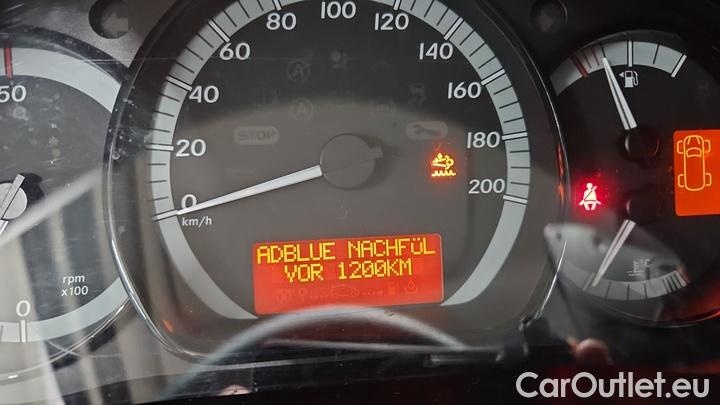 50
0
rpm
x100
0
20
40
60
80
100
120
140
160
180
200
km/h
STOP
ADBLUE NACHFÜL
VOR 1200KM
°C
CarOutlet.eu